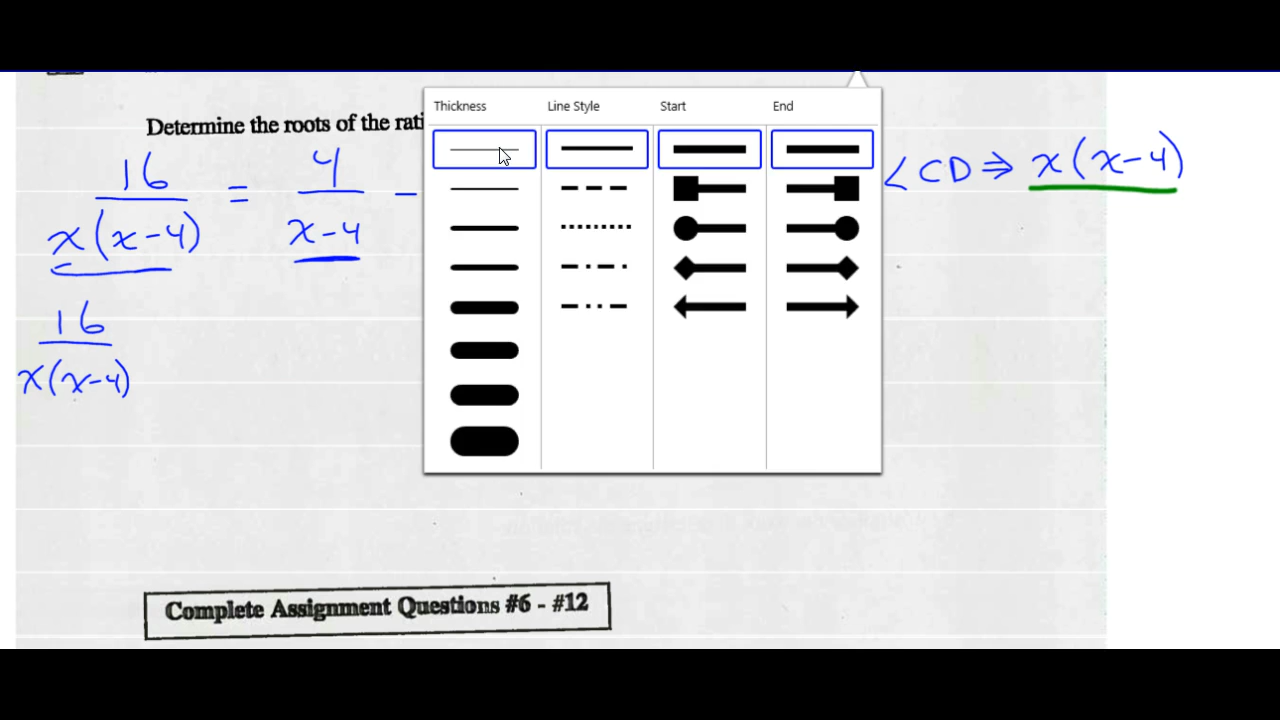 Thickness Line Style Start End
Determine the roots of the rati
16/x(x-4) = 4/x-4 -
LCD ⇒ x(x-4)
16/x(x-4)
Complete Assignment Questions #6 - #12